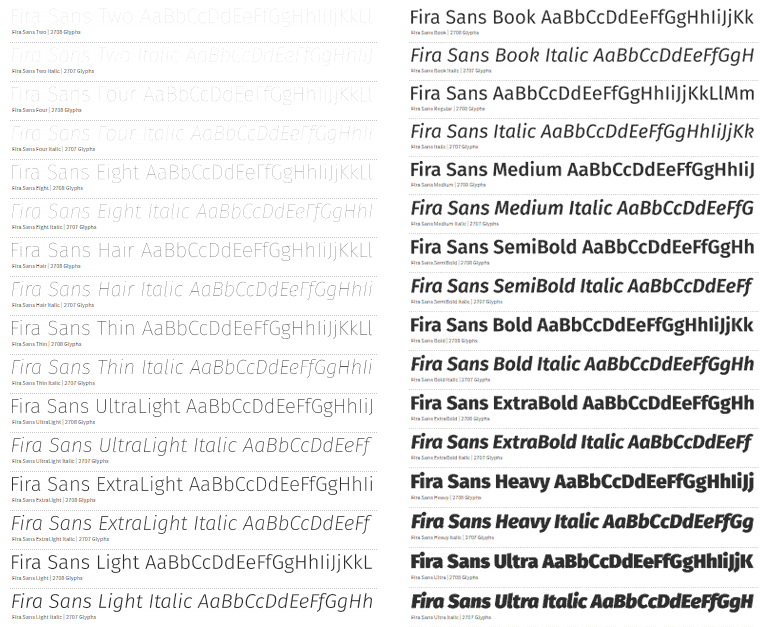 Fira Sans Two AaBbCcDdEeFfGgHhIiJjKkLl
Fira Sans Two | 2708 Glyphs
Fira Sans Two Italic AaBbCcDdEeFfGgHhIi
Fira Sans Two Italic | 2707 Glyphs
Fira Sans Four AaBbCcDdEeFfGgHhIiJjKkLl
Fira Sans Four | 2708 Glyphs
Fira Sans Four Italic AaBbCcDdEeFfGgHhIi
Fira Sans Four Italic | 2707 Glyphs
Fira Sans Eight AaBbCcDdEeFfGgHhIiJjKkLl
Fira Sans Eight | 2708 Glyphs
Fira Sans Eight Italic AaBbCcDdEeFfGgHhI
Fira Sans Eight Italic | 2707 Glyphs
Fira Sans Hair AaBbCcDdEeFfGgHhIiJjKkLl
Fira Sans Hair | 2708 Glyphs
Fira Sans Hair Italic AaBbCcDdEeFfGgHhIi
Fira Sans Hair Italic | 2707 Glyphs
Fira Sans Thin AaBbCcDdEeFfGgHhIiJjKkLl
Fira Sans Thin | 2708 Glyphs
Fira Sans Thin Italic AaBbCcDdEeFfGgHhIi
Fira Sans Thin Italic | 2707 Glyphs
Fira Sans UltraLight AaBbCcDdEeFfGgHhIiJ
Fira Sans UltraLight | 2708 Glyphs
Fira Sans UltraLight Italic AaBbCcDdEeFf
Fira Sans UltraLight Italic | 2707 Glyphs
Fira Sans ExtraLight AaBbCcDdEeFfGgHhIi
Fira Sans ExtraLight | 2708 Glyphs
Fira Sans ExtraLight Italic AaBbCcDdEeFf
Fira Sans ExtraLight Italic | 2707 Glyphs
Fira Sans Light AaBbCcDdEeFfGgHhIiJjKkL
Fira Sans Light | 2708 Glyphs
Fira Sans Light Italic AaBbCcDdEeFfGgHh
Fira Sans Light Italic | 2707 Glyphs
Fira Sans Book AaBbCcDdEeFfGgHhIiJjKk
Fira Sans Book | 2708 Glyphs
Fira Sans Book Italic AaBbCcDdEeFfGgH
Fira Sans Book Italic | 2707 Glyphs
Fira Sans AaBbCcDdEeFfGgHhIiJjKkLlMm
Fira Sans Regular | 2708 Glyphs
Fira Sans Italic AaBbCcDdEeFfGgHhIiJjKk
Fira Sans Italic | 2707 Glyphs
Fira Sans Medium AaBbCcDdEeFfGgHhIiJ
Fira Sans Medium | 2708 Glyphs
Fira Sans Medium Italic AaBbCcDdEeFfG
Fira Sans Medium Italic | 2707 Glyphs
Fira Sans SemiBold AaBbCcDdEeFfGgHh
Fira Sans SemiBold | 2708 Glyphs
Fira Sans SemiBold Italic AaBbCcDdEeFf
Fira Sans SemiBold Italic | 2707 Glyphs
Fira Sans Bold AaBbCcDdEeFfGgHhIiJjKk
Fira Sans Bold | 2708 Glyphs
Fira Sans Bold Italic AaBbCcDdEeFfGgHh
Fira Sans Bold Italic | 2707 Glyphs
Fira Sans ExtraBold AaBbCcDdEeFfGgHh
Fira Sans ExtraBold | 2708 Glyphs
Fira Sans ExtraBold Italic AaBbCcDdEeFf
Fira Sans ExtraBold Italic | 2707 Glyphs
Fira Sans Heavy AaBbCcDdEeFfGgHhIiJj
Fira Sans Heavy | 2708 Glyphs
Fira Sans Heavy Italic AaBbCcDdEeFfGg
Fira Sans Heavy Italic | 2707 Glyphs
Fira Sans Ultra AaBbCcDdEeFfGgHhIiJjK
Fira Sans Ultra | 2708 Glyphs
Fira Sans Ultra Italic AaBbCcDdEeFfGgH
Fira Sans Ultra Italic | 2707 Glyphs